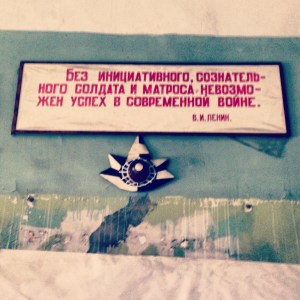 Без инициативного, сознатель-
ного солдата и матроса невозмо-
жен успех в современной войне.
В.И.Ленин.